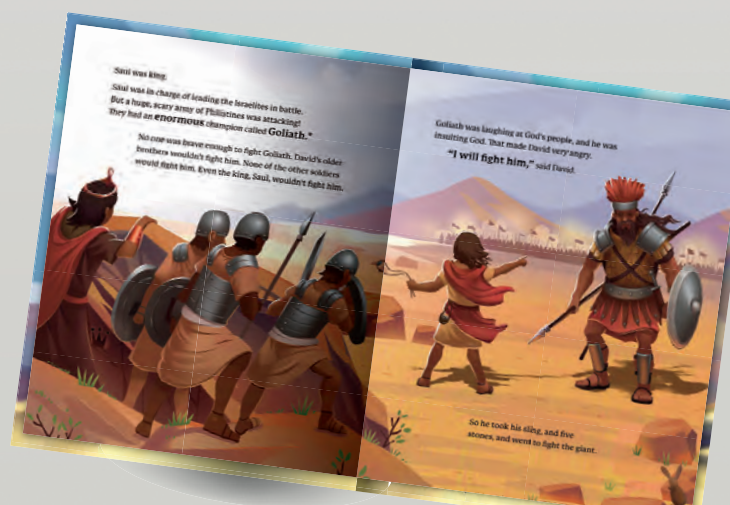 Saul was king.
Saul was in charge of leading the Israelites in battle.
But a huge, scary army of Philistines was attacking!
They had an enormous champion called Goliath.*
No one was brave enough to fight Goliath. David's older
brothers wouldn't fight him. None of the other soldiers
would fight him. Even the king, Saul, wouldn't fight him.
Goliath was laughing at God's people, and he was
insulting God. That made David very angry.
"I will fight him," said David.
So he took his sling, and five
stones, and went to fight the giant.